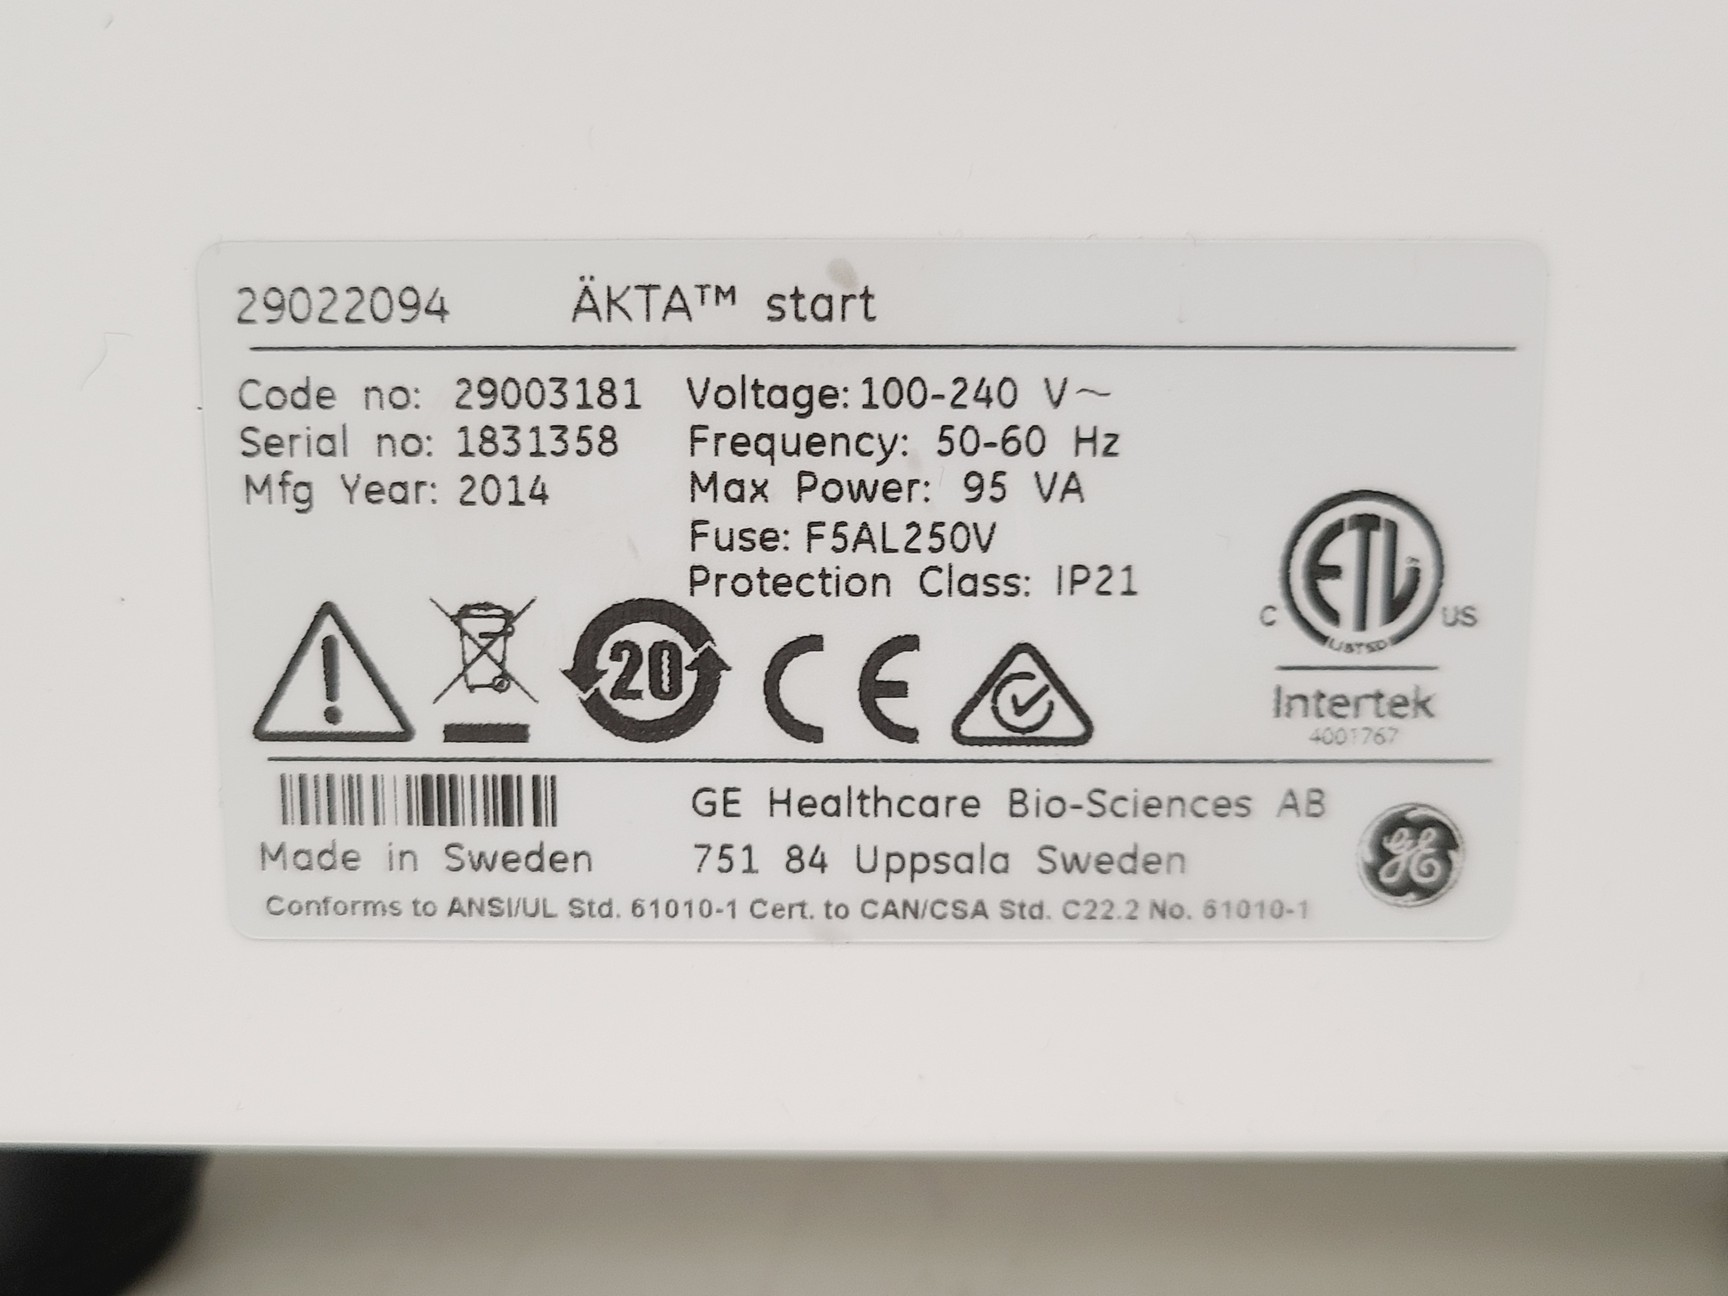 29022094 ÄKTA™ start
Code no: 29003181 Voltage: 100-240 V~
Serial no: 1831358 Frequency: 50-60 Hz
Mfg Year: 2014 Max Power: 95 VA
Fuse: F5AL250V
Protection Class: IP21
20 CE
C ETL US
LISTED
Intertek
4001767
GE Healthcare Bio-Sciences AB
Made in Sweden 751 84 Uppsala Sweden
GE
Conforms to ANSI/UL Std. 61010-1 Cert. to CAN/CSA Std. C22.2 No. 61010-1